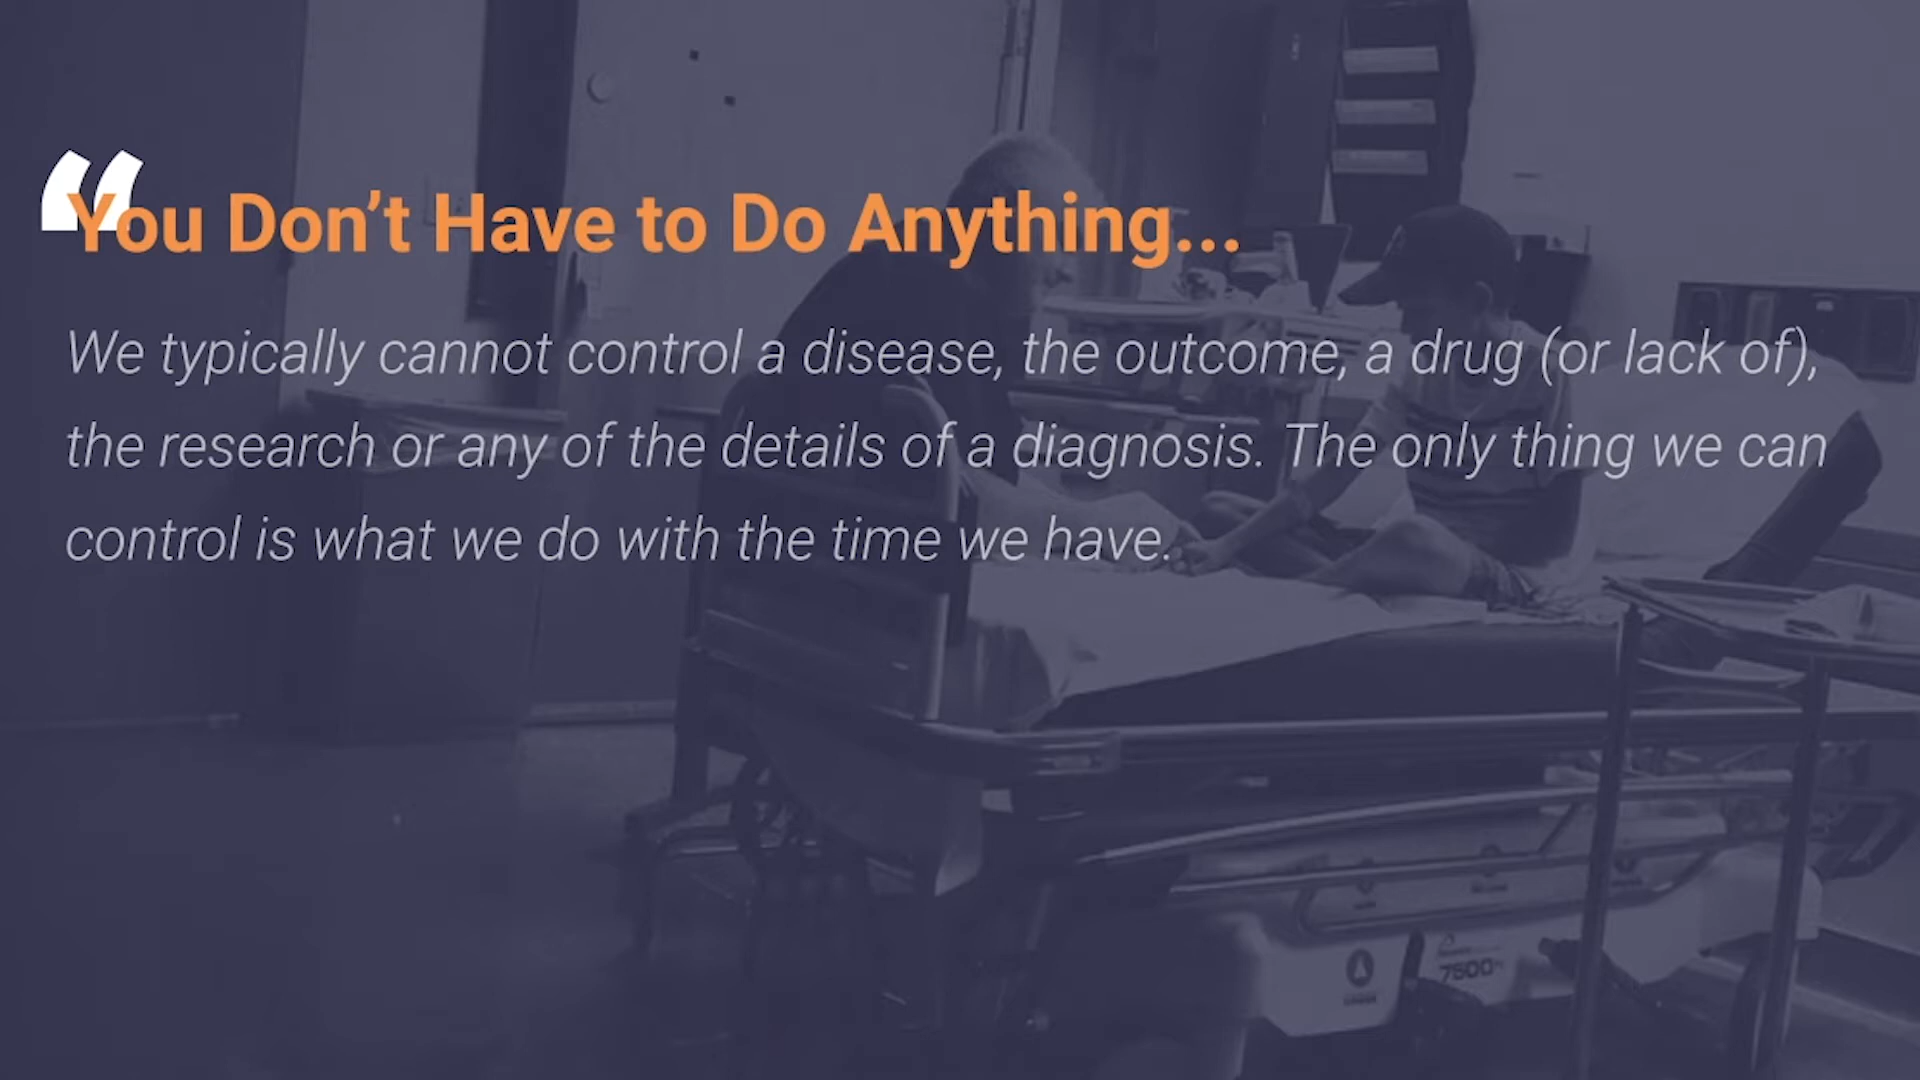 “You Don’t Have to Do Anything...
We typically cannot control a disease, the outcome, a drug (or lack of),
the research or any of the details of a diagnosis. The only thing we can
control is what we do with the time we have.
7500